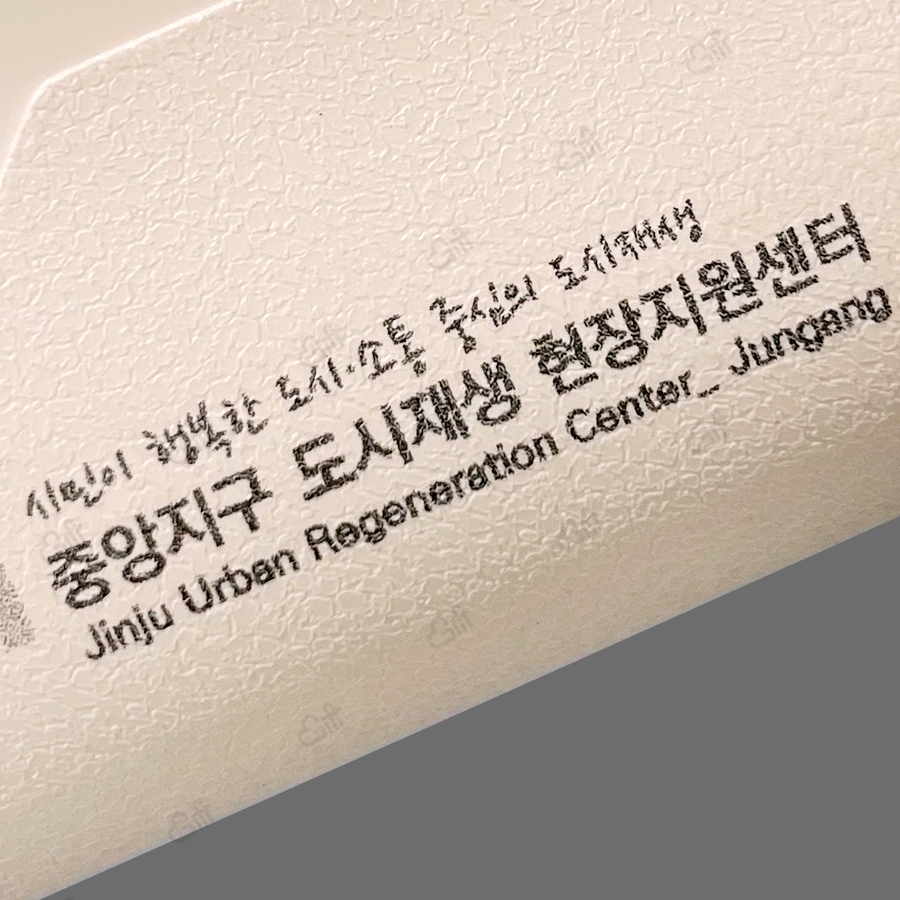 시민이 행복한 도시·소통 중심의 도시재생
중앙지구 도시재생 현장지원센터
Jinju Urban Regeneration Center_ Jungang